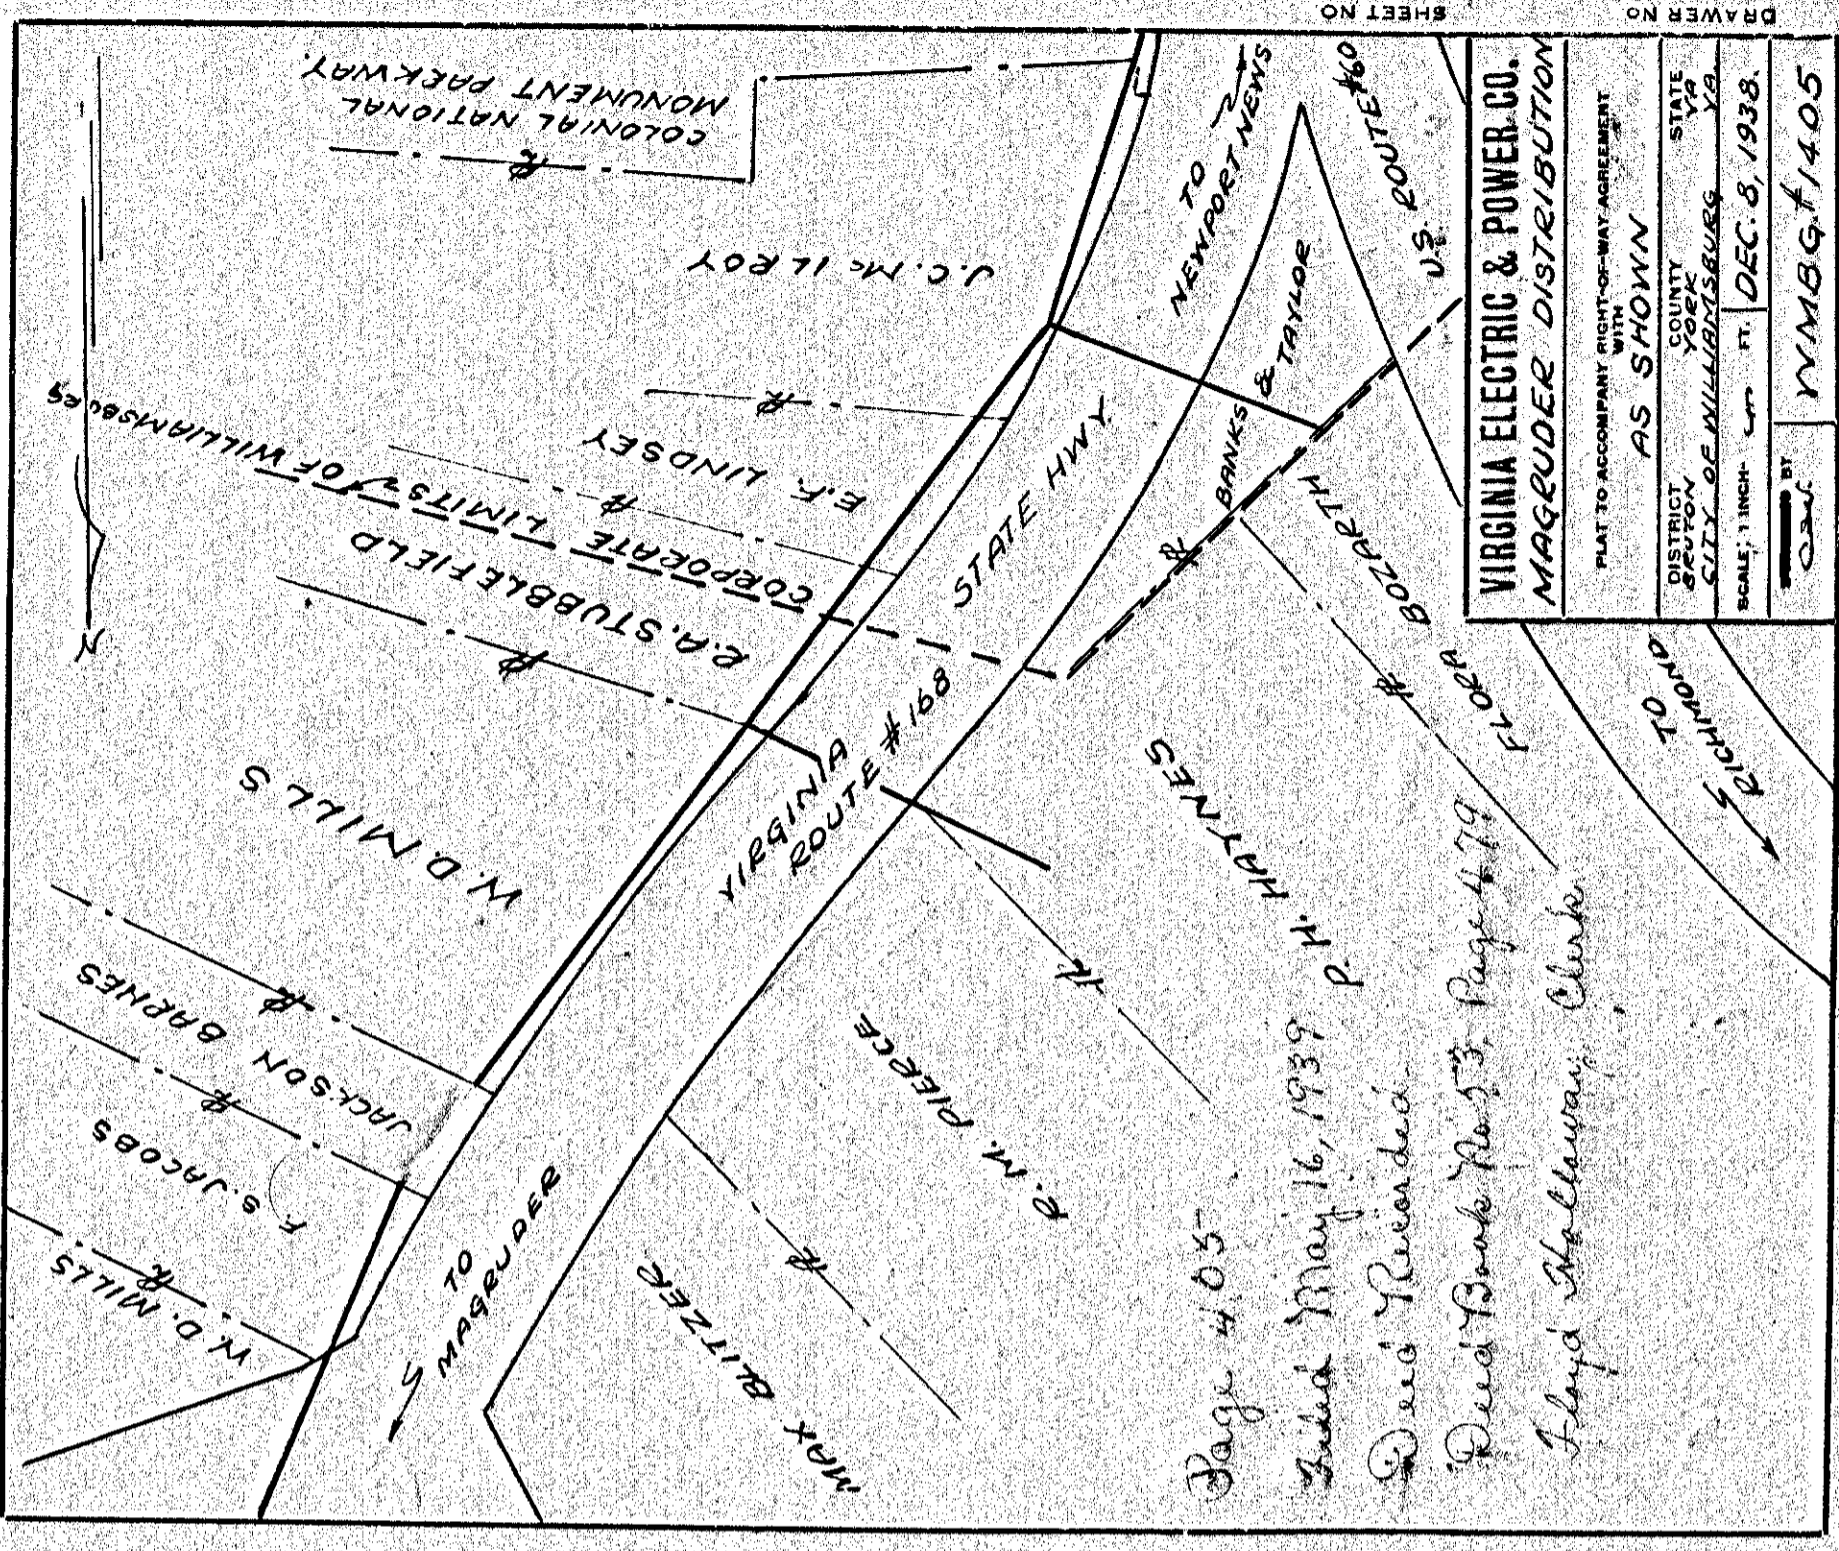 SHEET NO
DRAWER NO
COLONIAL NATIONAL
MONUMENT PARKWAY.
J.C. Mc ILROY
E.F. LINDSEY
CORPORATE LIMITS OF WILLIAMSBURG
R.A. STUBBLEFIELD
W. D. MILLS
JACKSON BARNES
F. S. JACOBS
W. D. MILLS
TO
MAGRUDER
VIRGINIA
ROUTE #168
STATE HWY.
TO
NEWPORT NEWS
U.S. ROUTE #60
BANKS & TAYLOR
FLORA BOZARTH
P. H. HAYNES
R. M. PIERCE
MAX BLITZER
TO
RICHMOND
VIRGINIA ELECTRIC & POWER CO.
MAGRUDER DISTRIBUTION
PLAT TO ACCOMPANY RIGHT-OF-WAY AGREEMENT
WITH
AS SHOWN
DISTRICT COUNTY STATE
BRUTON YORK VA
CITY OF WILLIAMSBURG VA
SCALE: 1 INCH FT. DEC. 8, 1938.
BY WMBG# 1405
Page 405
Filed May 16, 1939
Deed Recorded
Deed Book No. 53, Page 479
Floyd Holloway, Clerk.